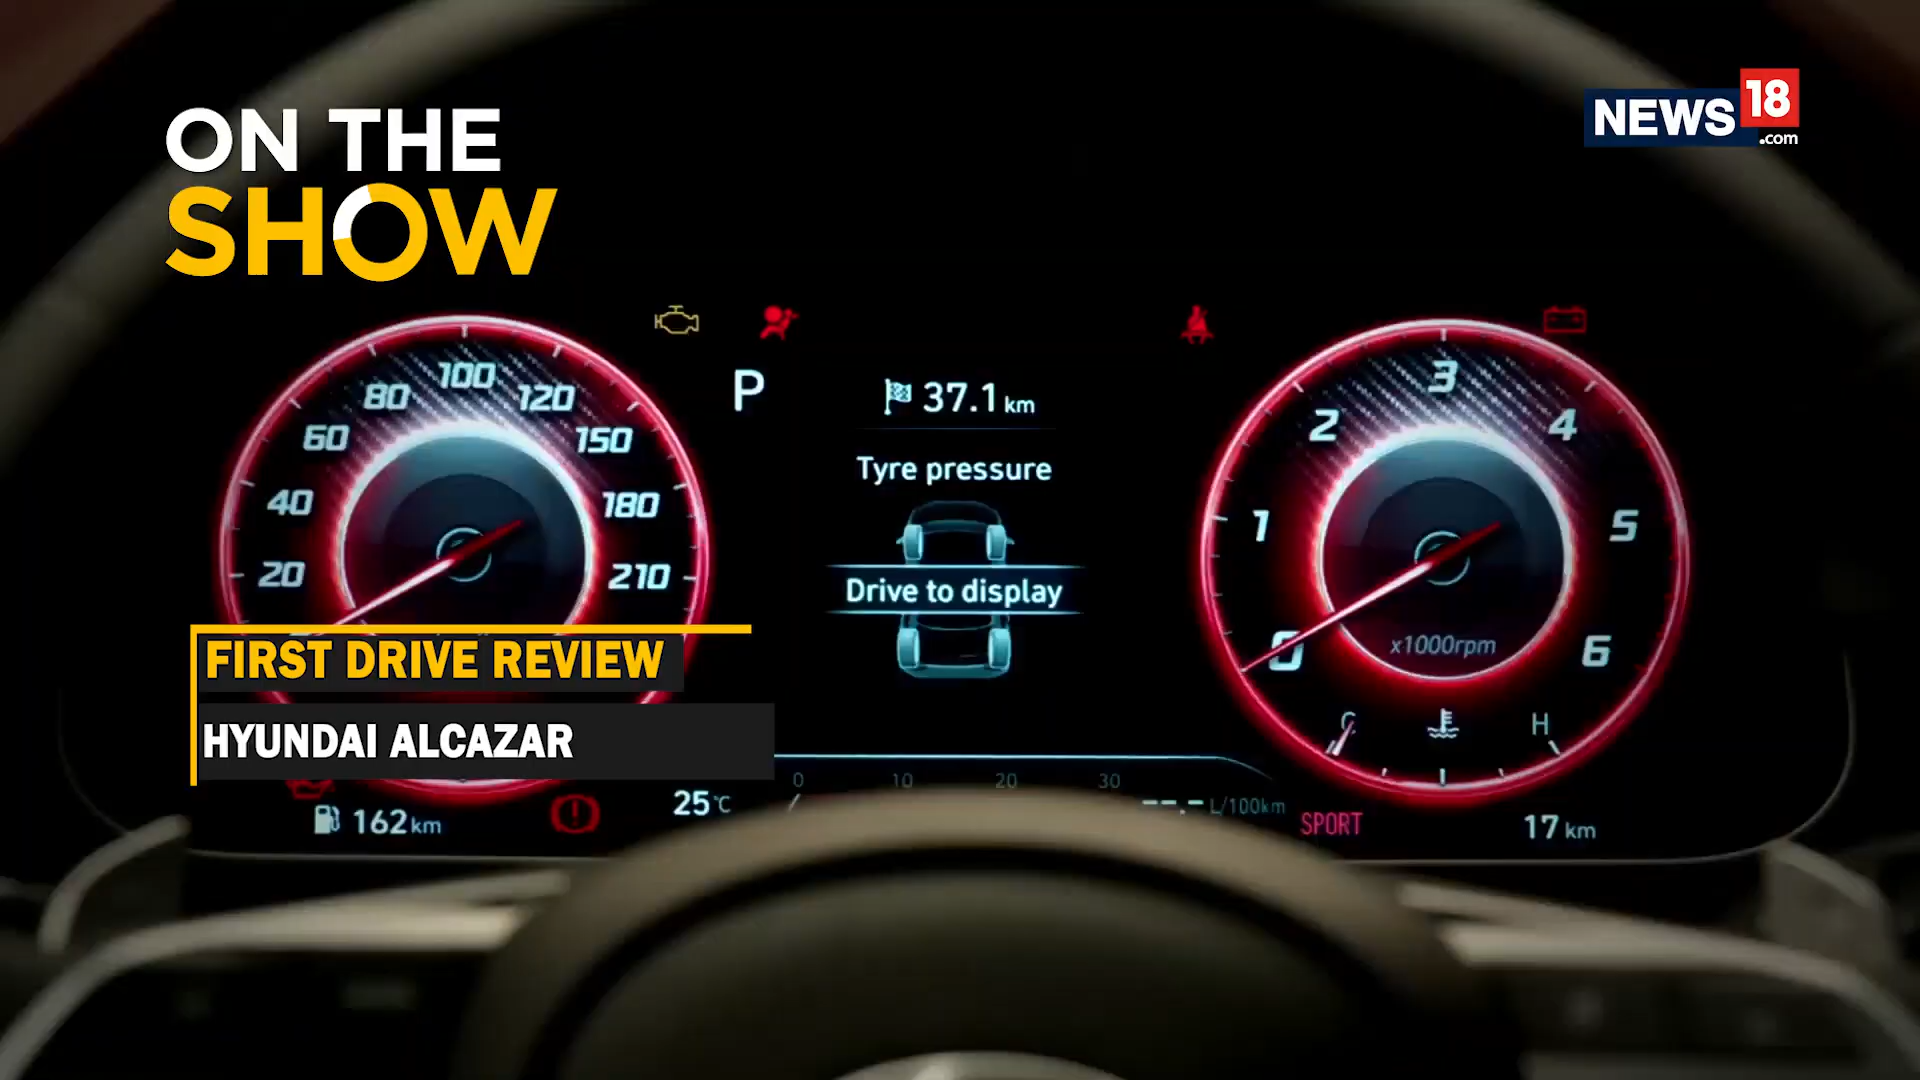 ON THE
SHOW
NEWS 18
.com
100
80
120
60
150
40
180
20
210
P
37.1 km
Tyre pressure
Drive to display
3
2
4
1
5
0
6
x1000rpm
C
H
FIRST DRIVE REVIEW
HYUNDAI ALCAZAR
162 km
25°C
0 10 20 30
--.- L/100km
SPORT
17 km